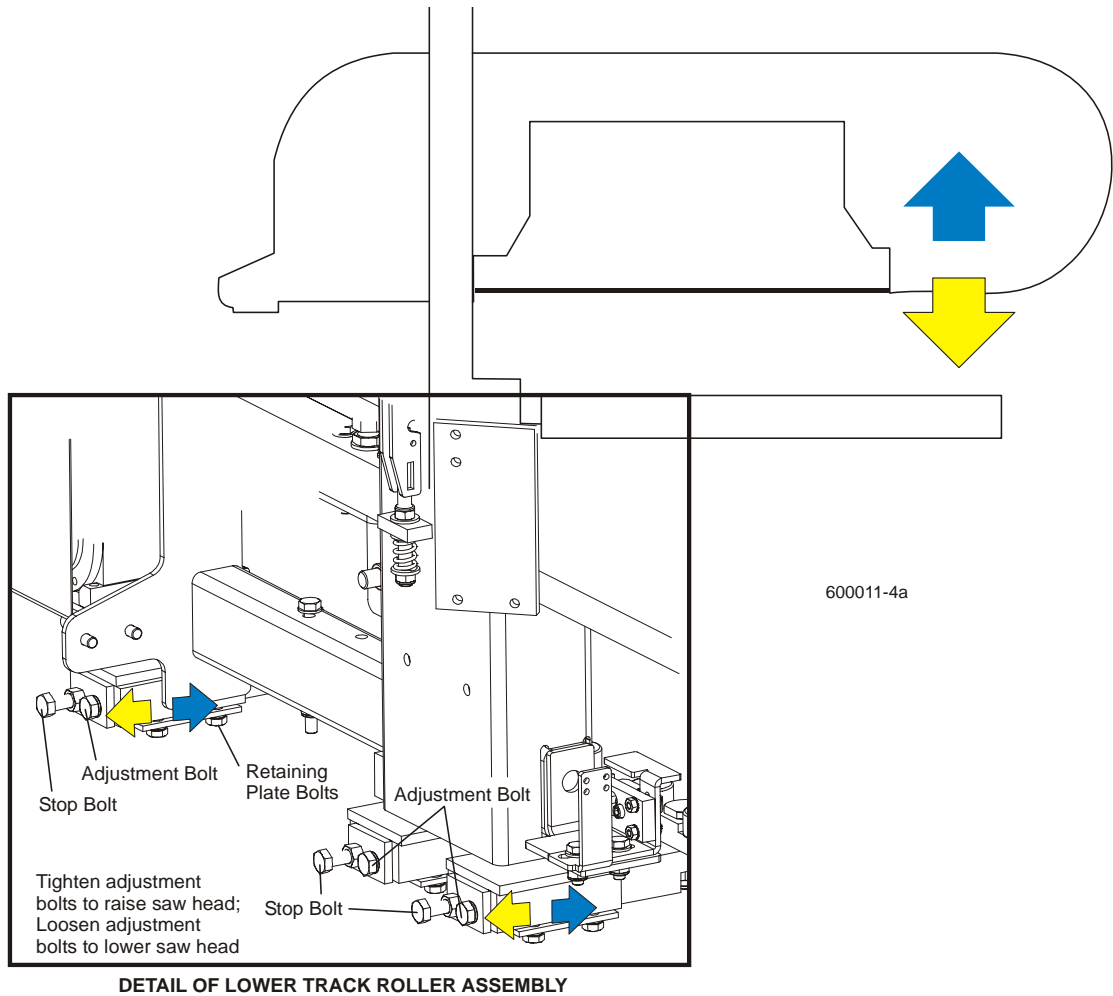 600011-4a
Adjustment Bolt
Stop Bolt
Retaining
Plate Bolts
Adjustment Bolt
Stop Bolt
Tighten adjustment
bolts to raise saw head;
Loosen adjustment
bolts to lower saw head
DETAIL OF LOWER TRACK ROLLER ASSEMBLY